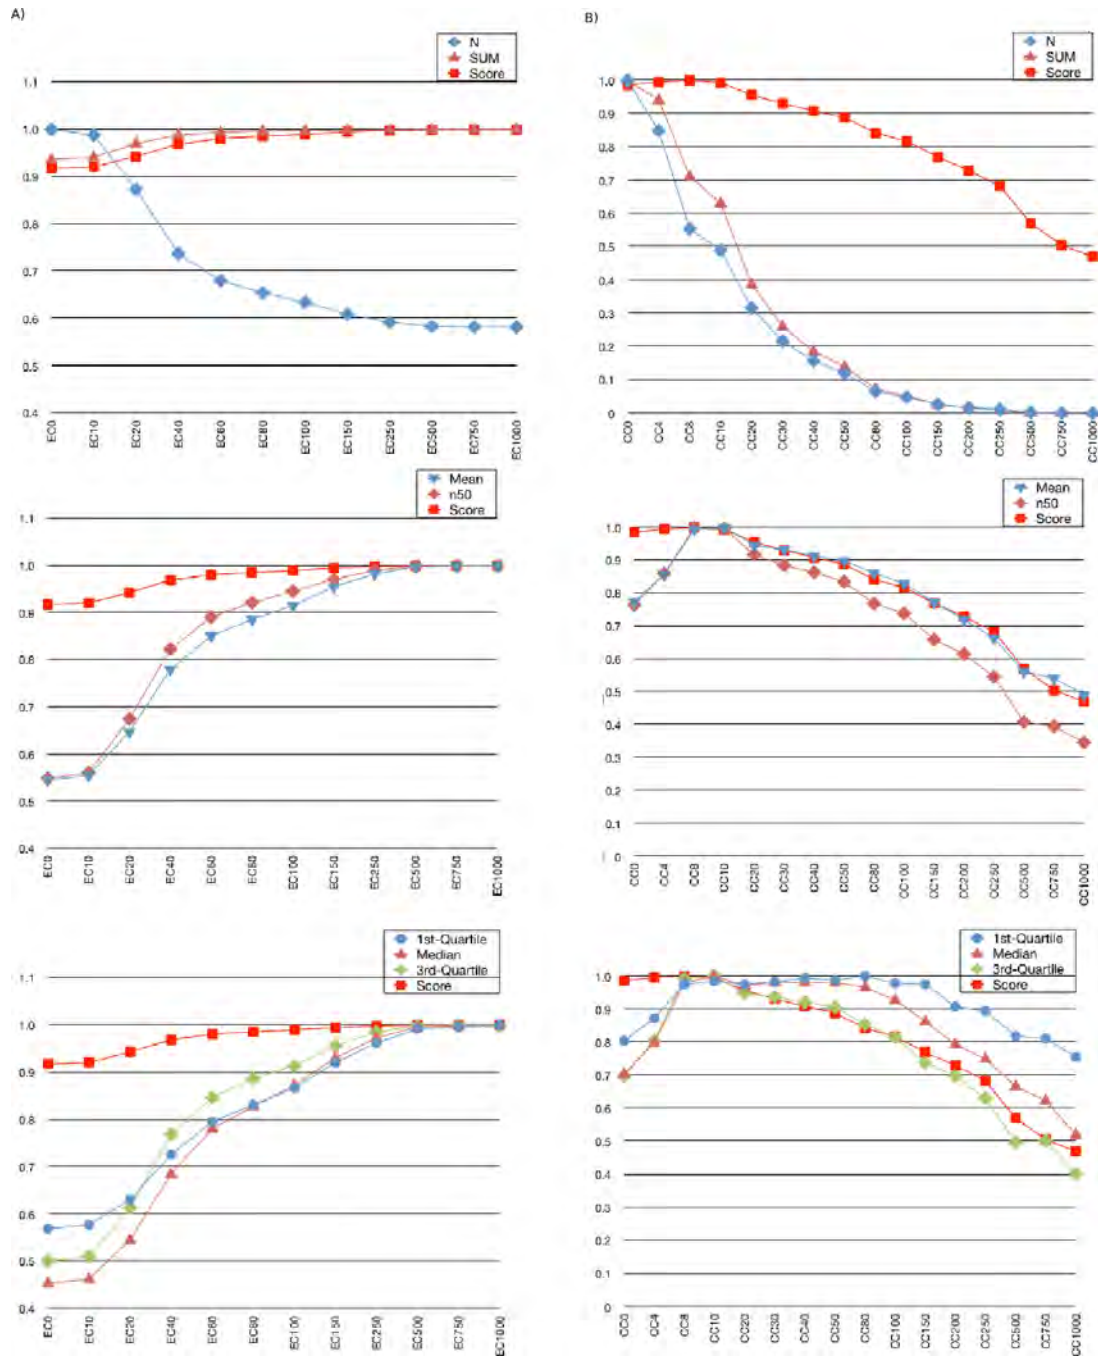 A)
N
SUM
Score
1.1
1.0
0.9
0.8
0.7
0.6
0.5
0.4
EC0
EC10
EC20
EC40
EC60
EC80
EC100
EC150
EC250
EC500
EC750
EC1000
B)
N
SUM
Score
1.0
0.9
0.8
0.7
0.6
0.5
0.4
0.3
0.2
0.1
0
CC0
CC4
CC8
CC10
CC20
CC30
CC40
CC50
CC80
CC100
CC150
CC200
CC250
CC500
CC750
CC1000
Mean
n50
Score
1.1
1.0
0.9
0.8
0.7
0.6
0.5
0.4
EC0
EC10
EC20
EC40
EC60
EC80
EC100
EC150
EC250
EC500
EC750
EC1000
Mean
n50
Score
1.0
0.9
0.8
0.7
0.6
0.5
0.4
0.3
0.2
0.1
0
CC0
CC4
CC8
CC10
CC20
CC30
CC40
CC50
CC80
CC100
CC150
CC200
CC250
CC500
CC750
CC1000
1st-Quartile
Median
3rd-Quartile
Score
1.1
1.0
0.9
0.8
0.7
0.6
0.5
0.4
EC0
EC10
EC20
EC40
EC60
EC80
EC100
EC150
EC250
EC500
EC750
EC1000
1st-Quartile
Median
3rd-Quartile
Score
1.0
0.9
0.8
0.7
0.6
0.5
0.4
0.3
0.2
0.1
0
CC0
CC4
CC8
CC10
CC20
CC30
CC40
CC50
CC80
CC100
CC150
CC200
CC250
CC500
CC750
CC1000